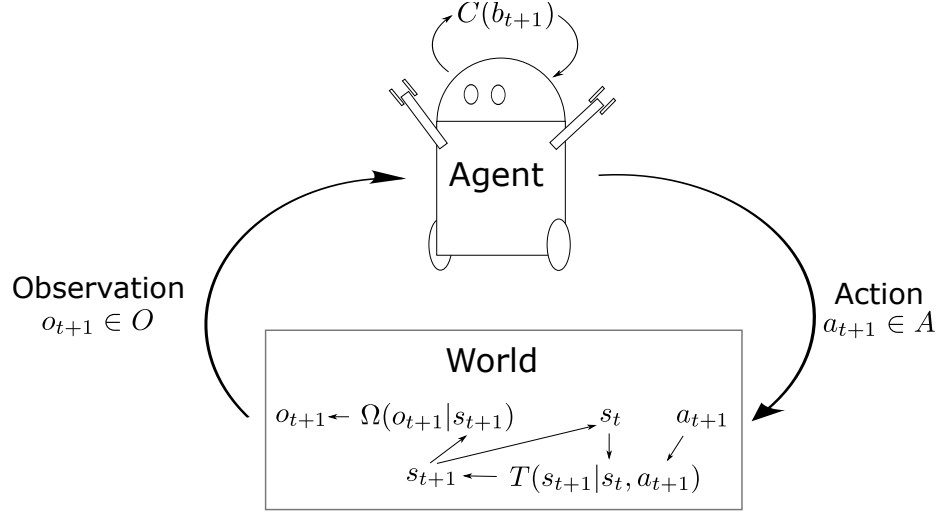 C(b_{t+1})
Agent
Observation
o_{t+1} ∈ O
Action
a_{t+1} ∈ A
World
o_{t+1} Ω(o_{t+1}|s_{t+1}) s_t a_{t+1}
s_{t+1} T(s_{t+1}|s_t, a_{t+1})